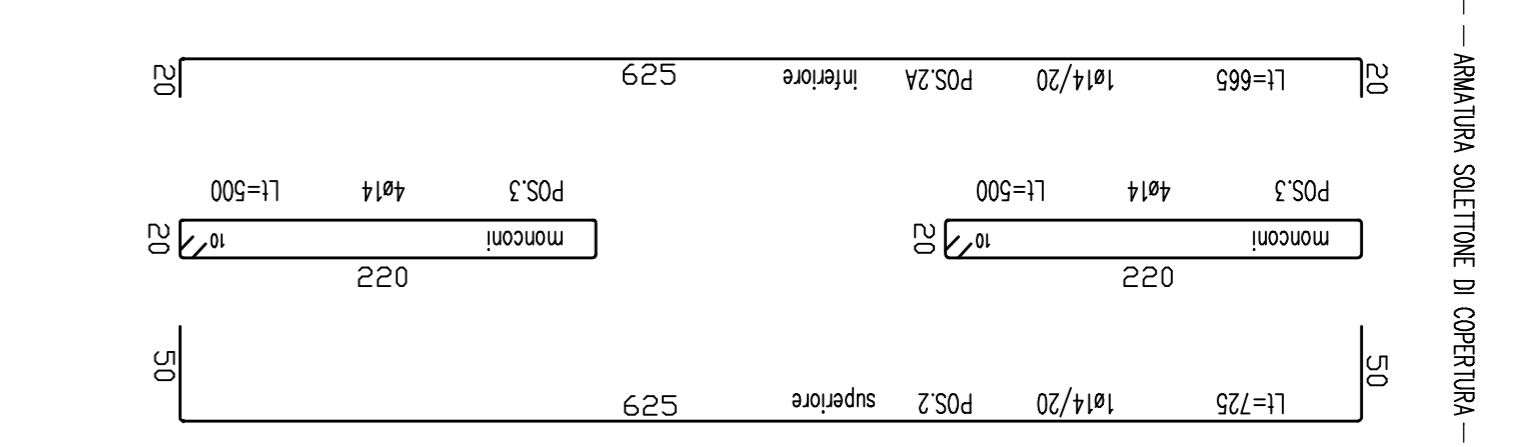 — ARMATURA SOLETTONE DI COPERTURA —
50
Lt=725 1ø14/20 POS.2 superiore 625
50
220
monconi 10
20
POS.3 4ø14 Lt=500
220
monconi 10
20
POS.3 4ø14 Lt=500
20
Lt=665 1ø14/20 POS.2A inferiore 625
20